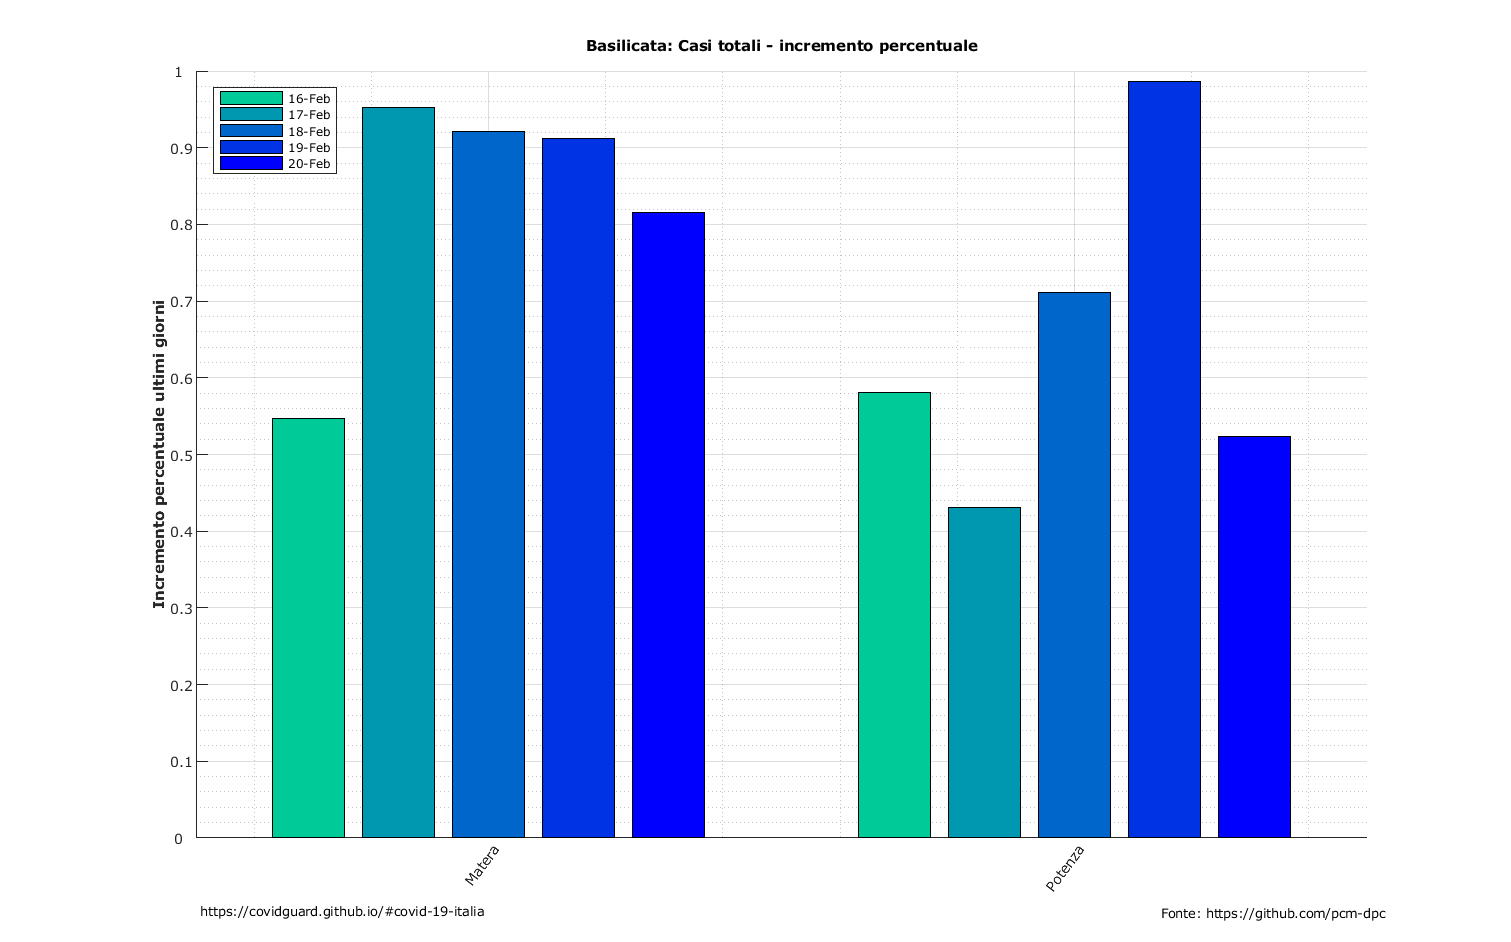 Basilicata: Casi totali - incremento percentuale
1
0.9
0.8
0.7
0.6
0.5
0.4
0.3
0.2
0.1
0
Incremento percentuale ultimi giorni
16-Feb
17-Feb
18-Feb
19-Feb
20-Feb
Matera
Potenza
https://covidguard.github.io/#covid-19-italia
Fonte: https://github.com/pcm-dpc